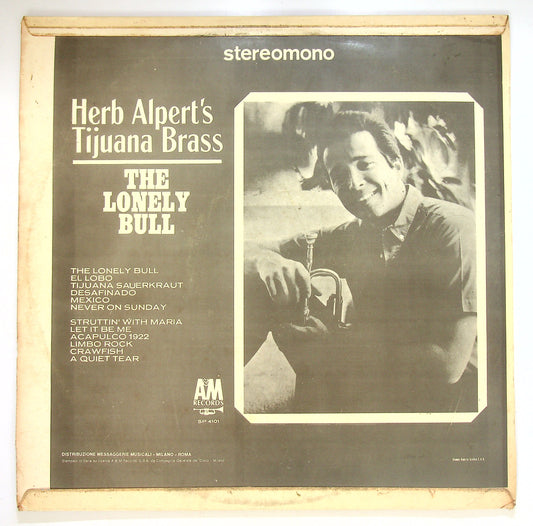 stereomono
Herb Alpert's
Tijuana Brass
THE
LONELY
BULL
THE LONELY BULL
EL LOBO
TIJUANA SAUERKRAUT
DESAFINADO
MEXICO
NEVER ON SUNDAY
STRUTTIN' WITH MARIA
LET IT BE ME
ACAPULCO 1922
LIMBO ROCK
CRAWFISH
A QUIET TEAR
A&M
RECORDS
4101
DISTRIBUZIONE MESSAGGERIE MUSICALI - MILANO - ROMA